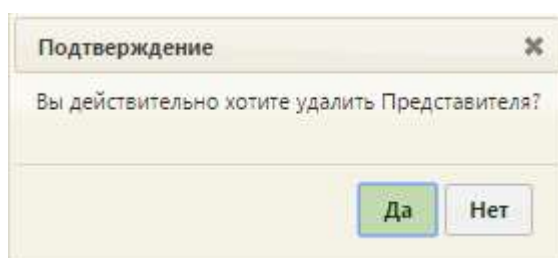 Подтверждение
Вы действительно хотите удалить Представителя?
Да Нет